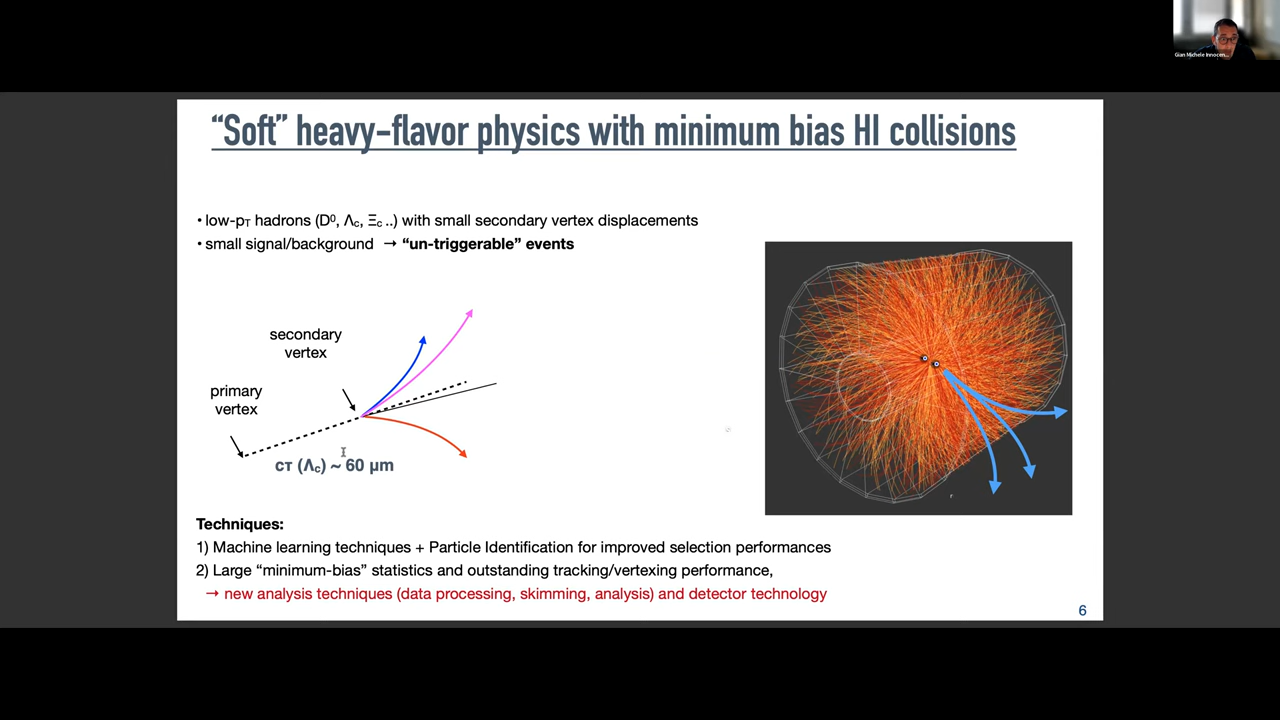 Gian Michele Innocen...
“Soft” heavy-flavor physics with minimum bias HI collisions
• low-pT hadrons (D⁰, Λc, Ξc ..) with small secondary vertex displacements
• small signal/background → “un-triggerable” events
secondary
vertex
primary
vertex
cτ (Λc) ~ 60 μm
Techniques:
1) Machine learning techniques + Particle Identification for improved selection performances
2) Large “minimum-bias” statistics and outstanding tracking/vertexing performance,
→ new analysis techniques (data processing, skimming, analysis) and detector technology
6